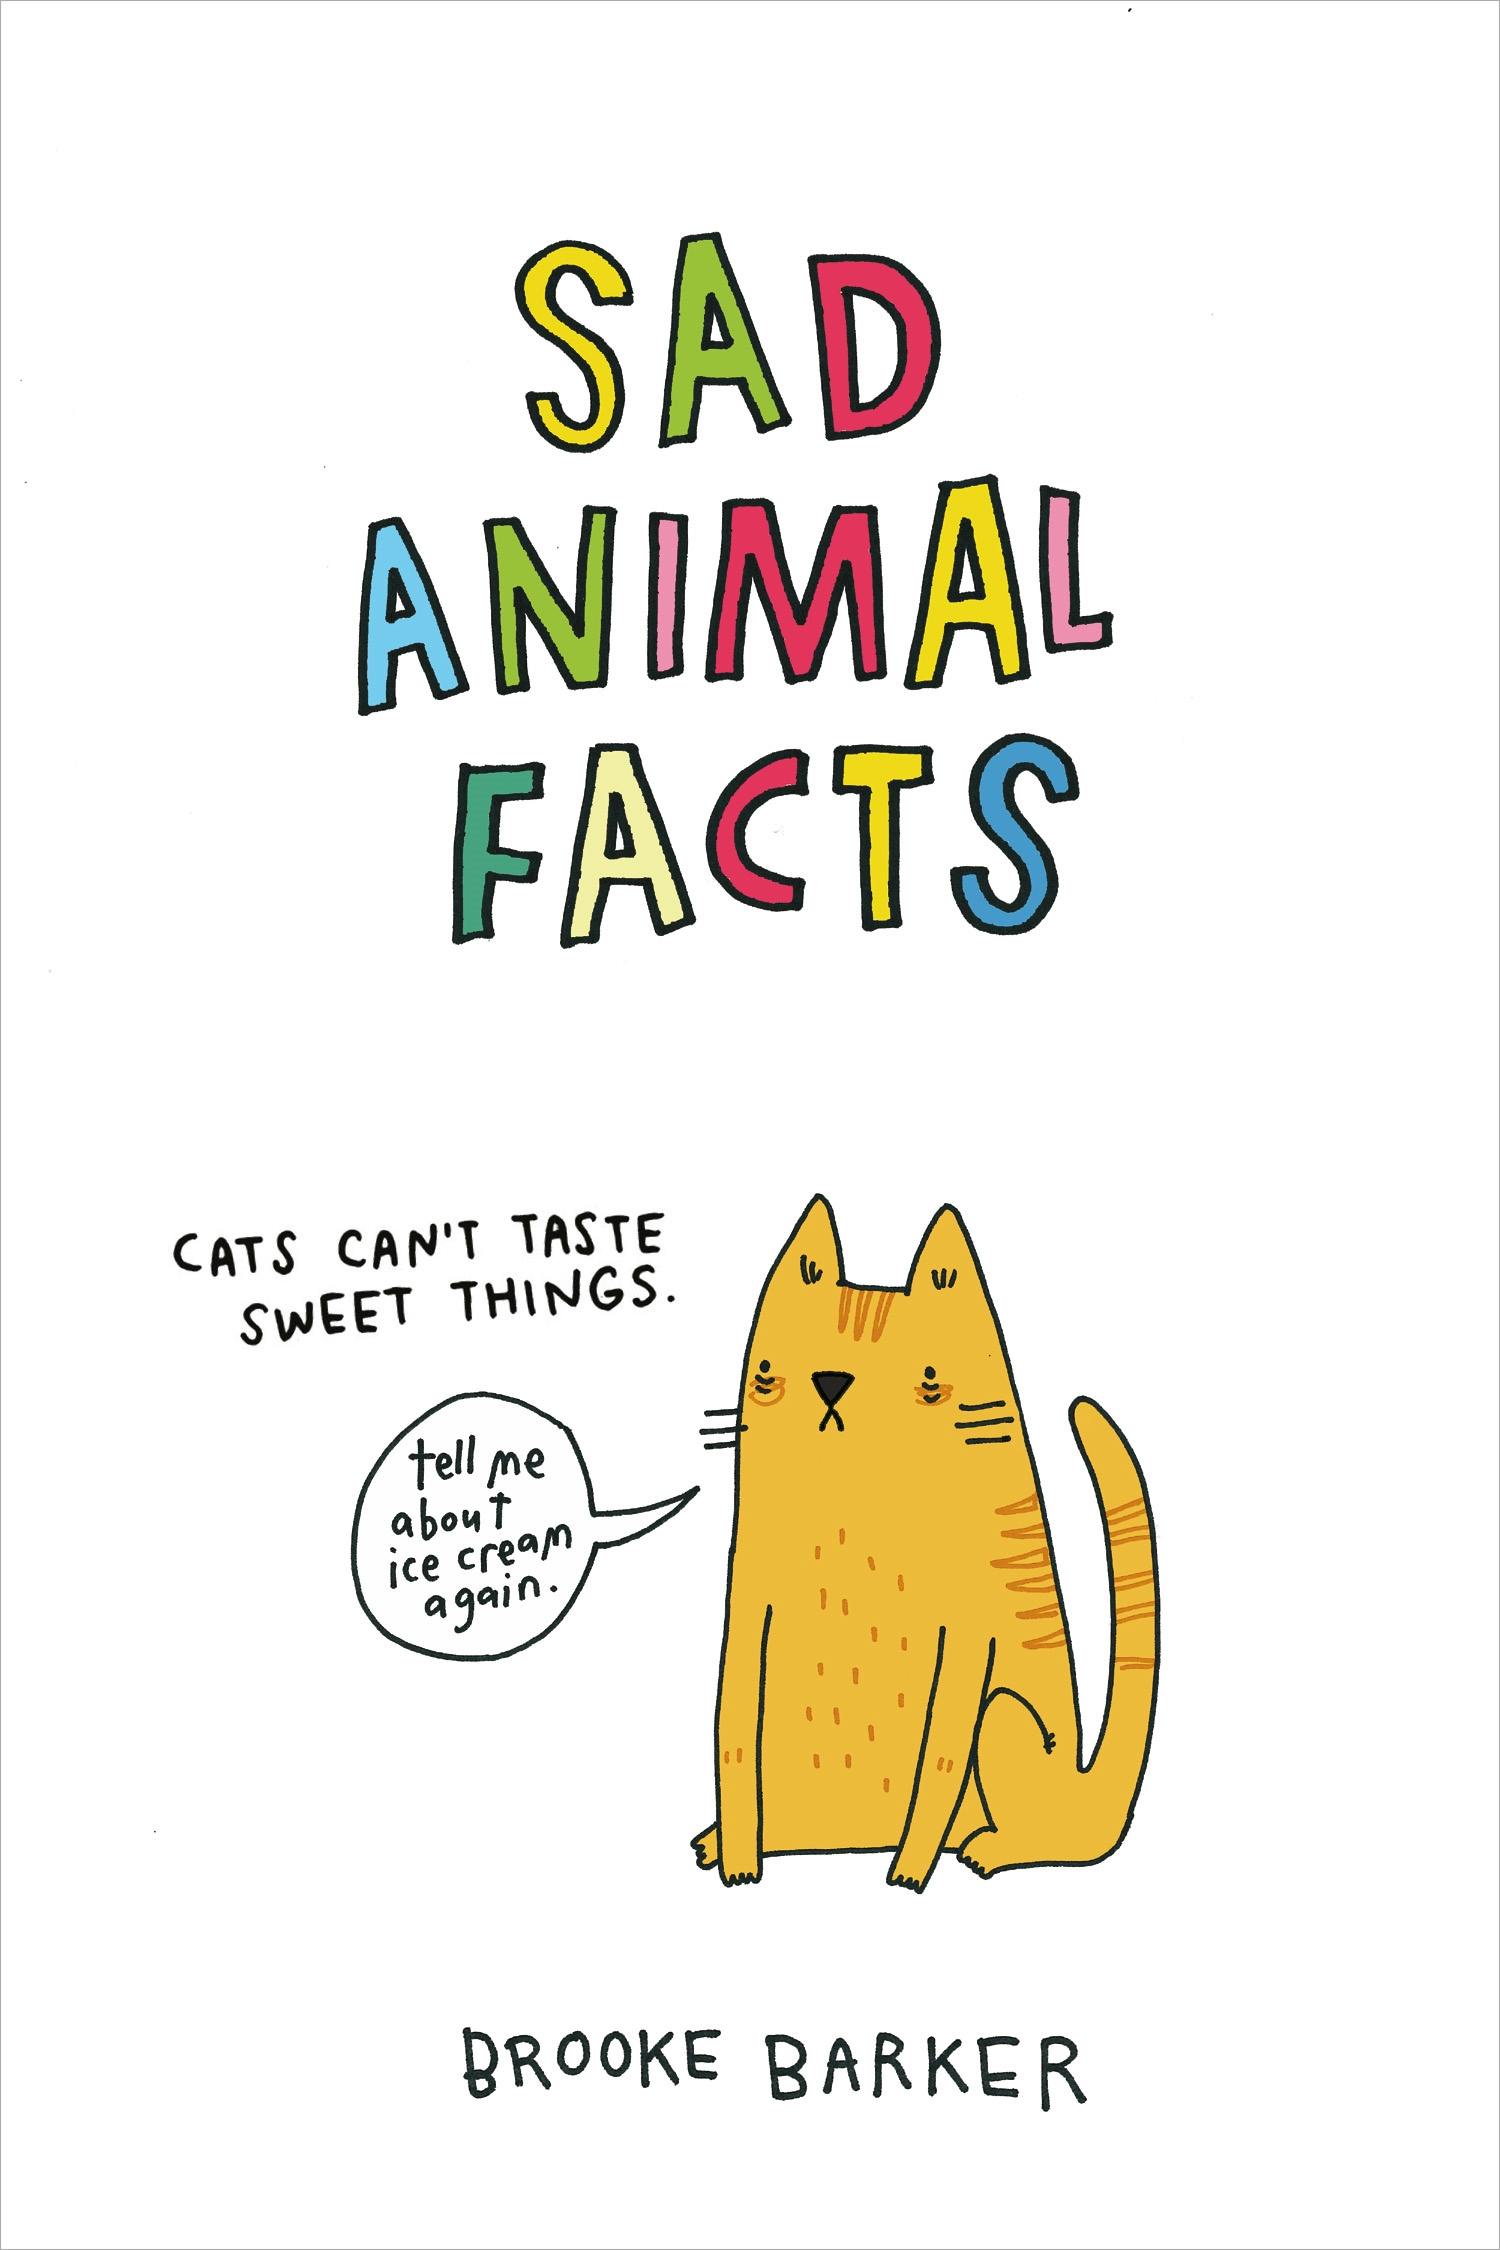 SAD
ANIMAL
FACTS
CATS CAN'T TASTE
SWEET THINGS.
tell me
about
ice cream
again.
BROOKE BARKER